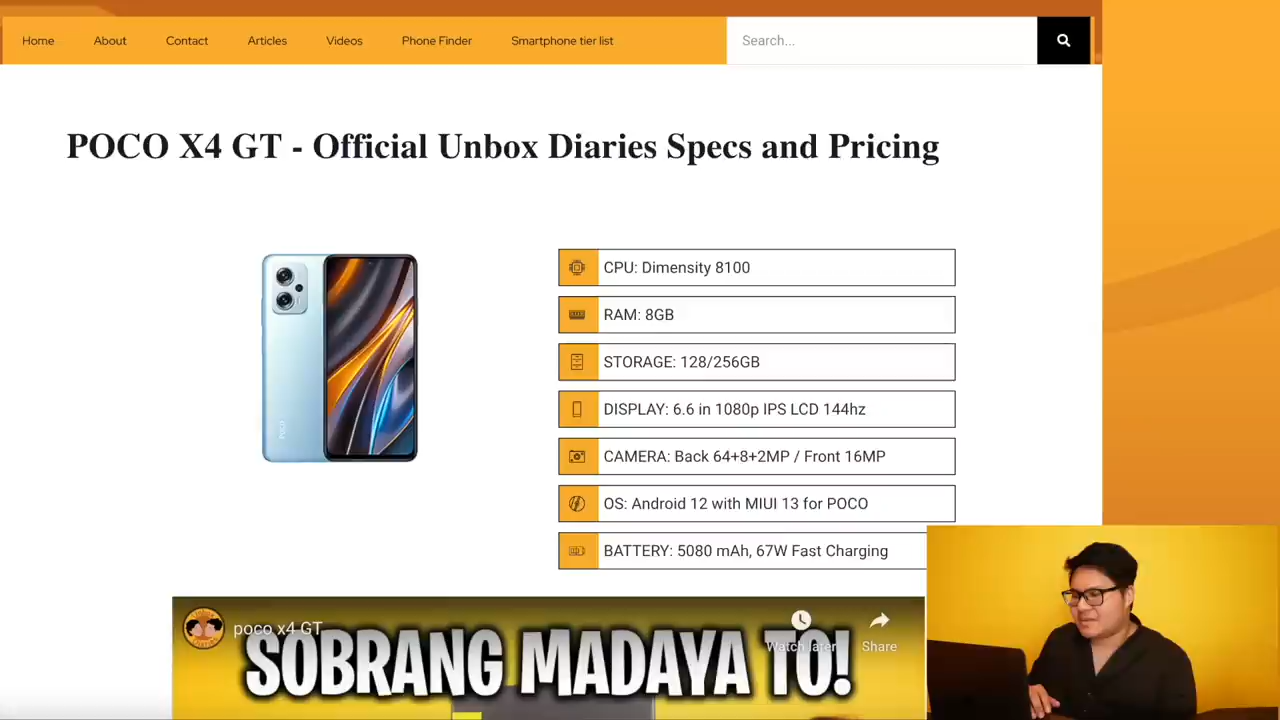 Home
About
Contact
Articles
Videos
Phone Finder
Smartphone tier list
Search...
POCO X4 GT - Official Unbox Diaries Specs and Pricing
POCO
CPU: Dimensity 8100
RAM: 8GB
STORAGE: 128/256GB
DISPLAY: 6.6 in 1080p IPS LCD 144hz
CAMERA: Back 64+8+2MP / Front 16MP
OS: Android 12 with MIUI 13 for POCO
BATTERY: 5080 mAh, 67W Fast Charging
poco x4 GT
Watch later
Share
SOBRANG MADAYA TO!